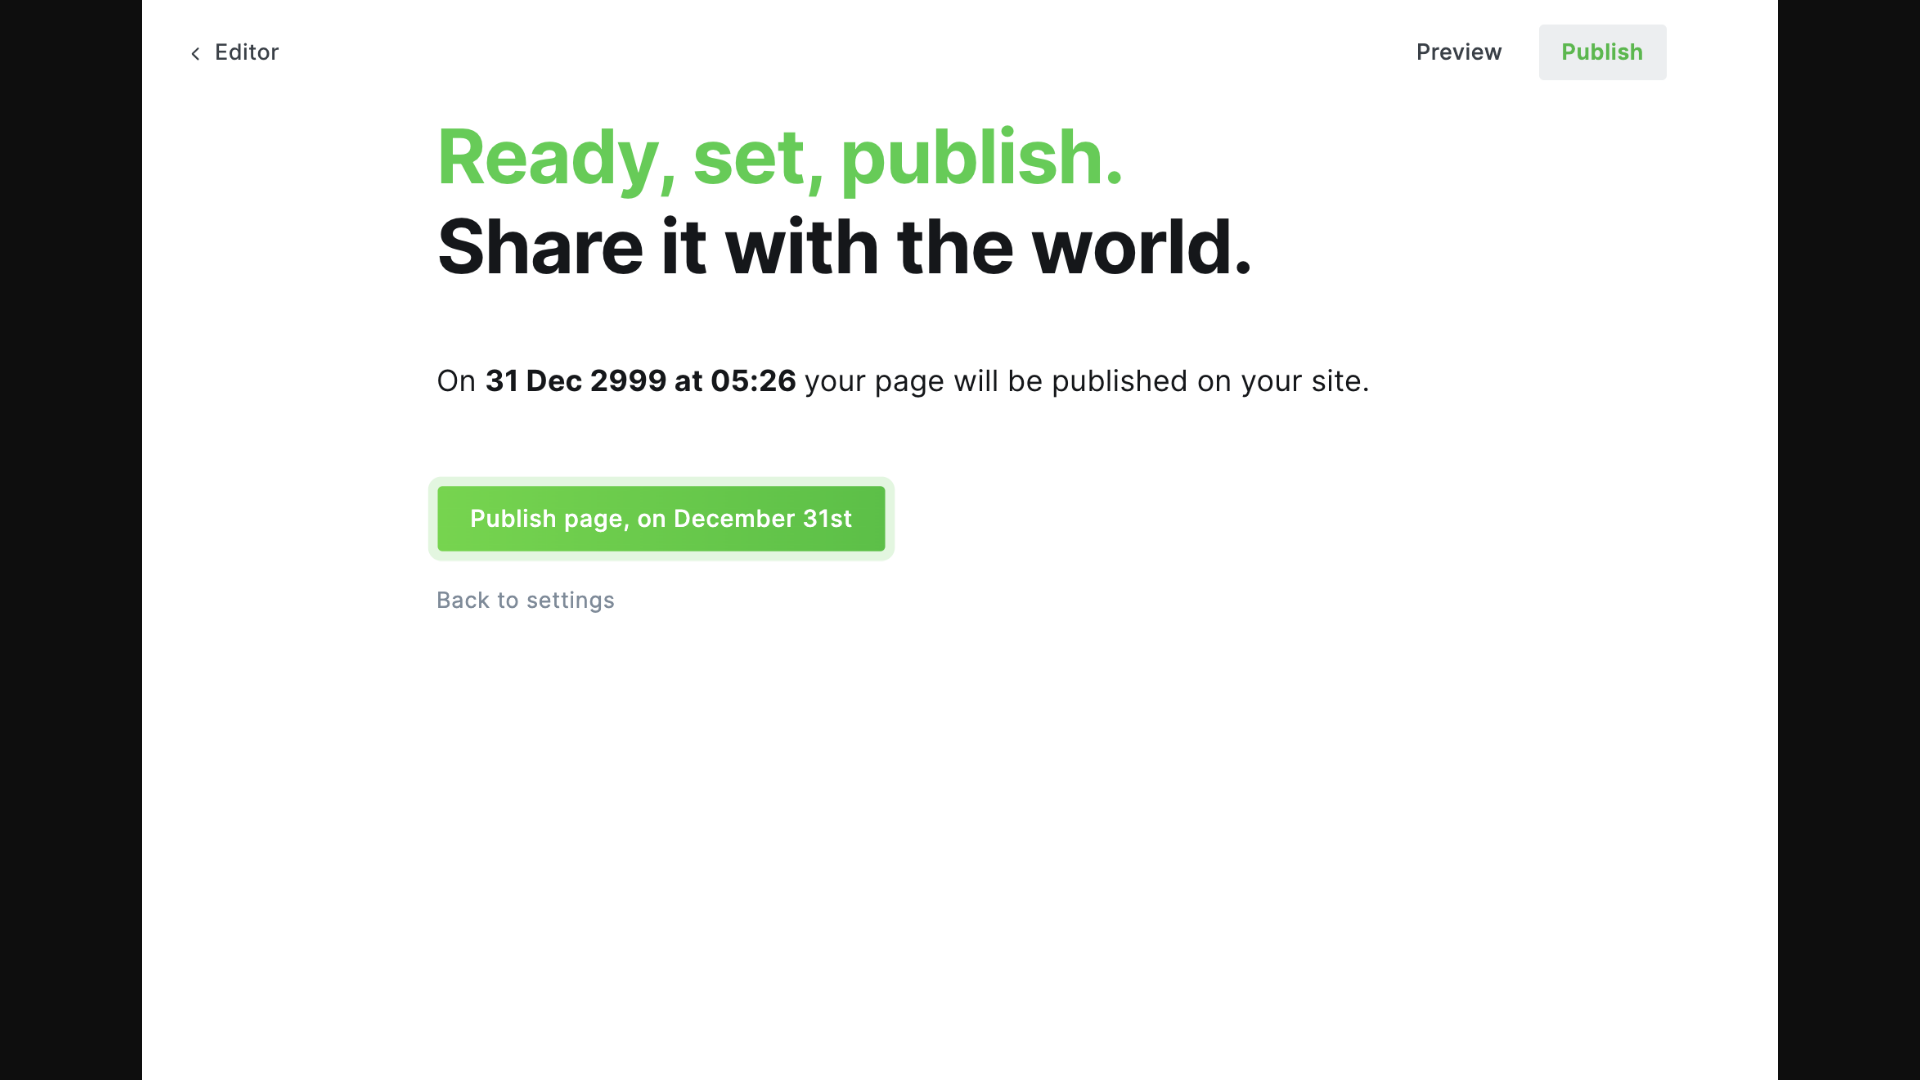 Editor
Preview
Publish
Ready, set, publish.
Share it with the world.
On 31 Dec 2999 at 05:26 your page will be published on your site.
Publish page, on December 31st
Back to settings